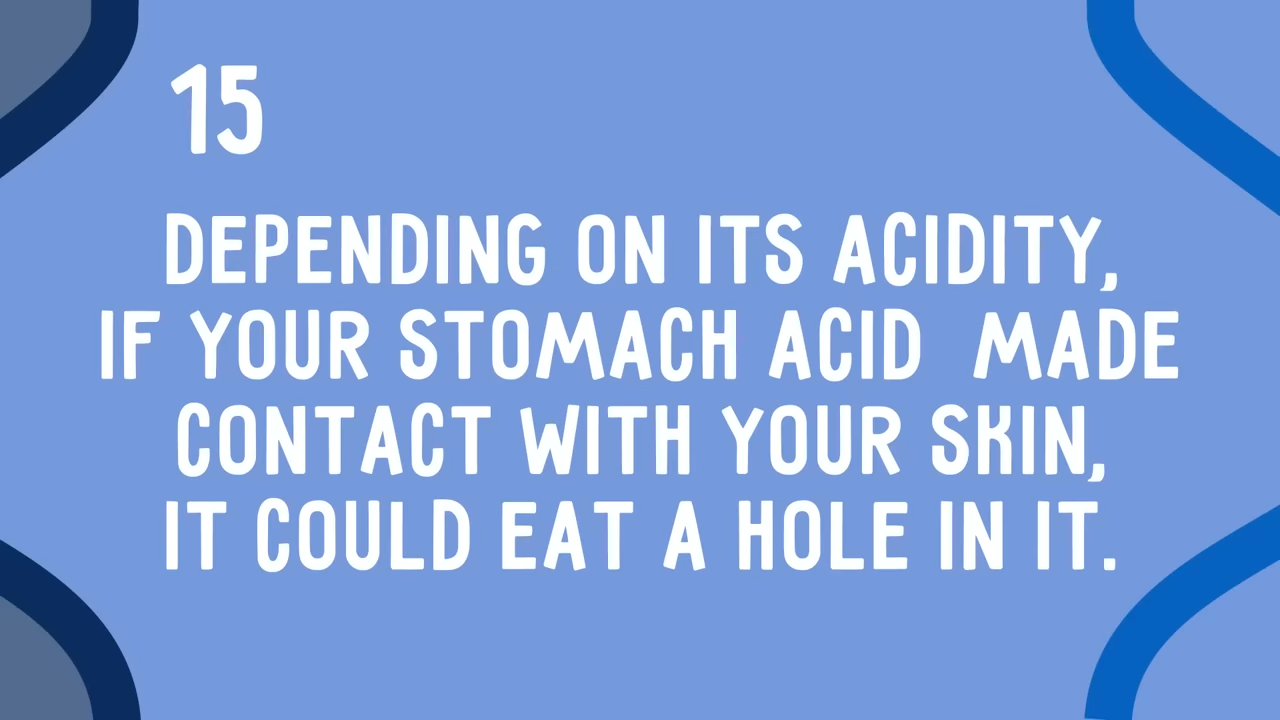 15
DEPENDING ON ITS ACIDITY,
IF YOUR STOMACH ACID  MADE
CONTACT WITH YOUR SKIN,
IT COULD EAT A HOLE IN IT.